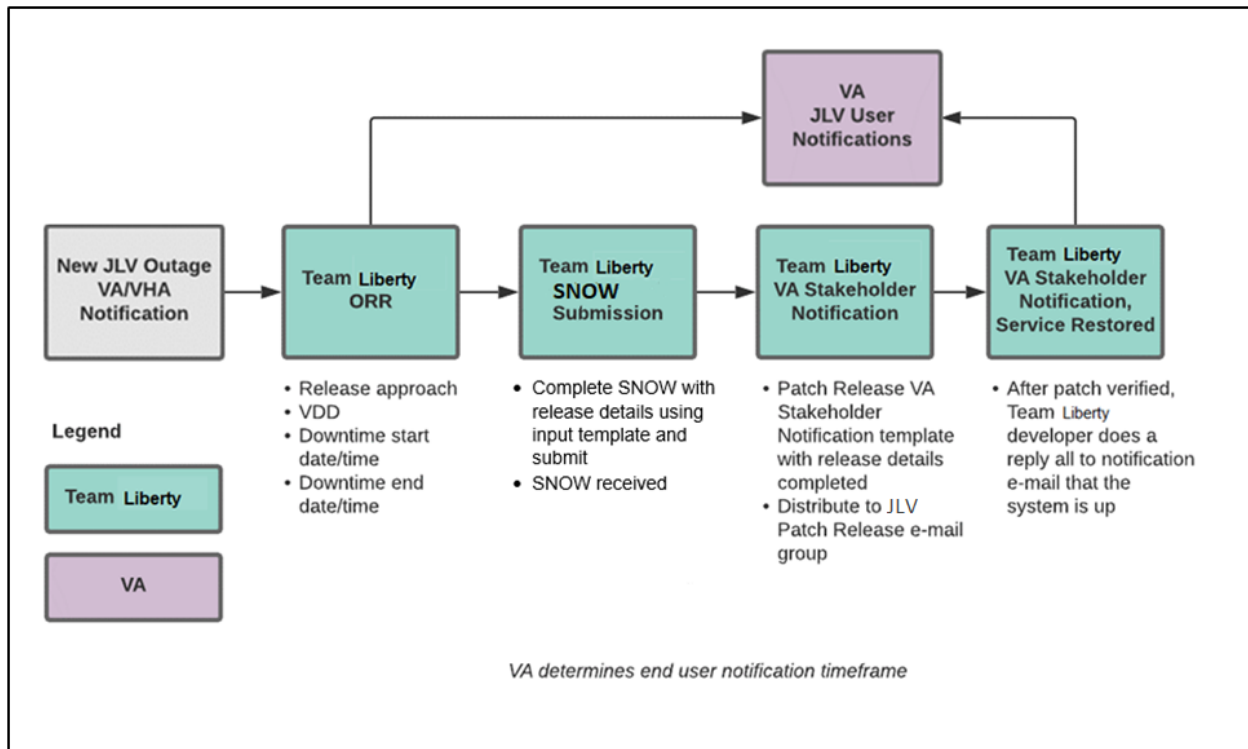 VA
JLV User
Notifications
New JLV Outage
VA/VHA
Notification
Team Liberty
ORR
Team Liberty
SNOW
Submission
Team Liberty
VA Stakeholder
Notification
Team Liberty
VA Stakeholder
Notification,
Service Restored
• Release approach
• VDD
• Downtime start
date/time
• Downtime end
date/time
• Complete SNOW with
release details using
input template and
submit
• SNOW received
• Patch Release VA
Stakeholder
Notification template
with release details
completed
• Distribute to JLV
Patch Release e-mail
group
• After patch verified,
Team Liberty
developer does a
reply all to notification
e-mail that the
system is up
Legend
Team Liberty
VA
VA determines end user notification timeframe